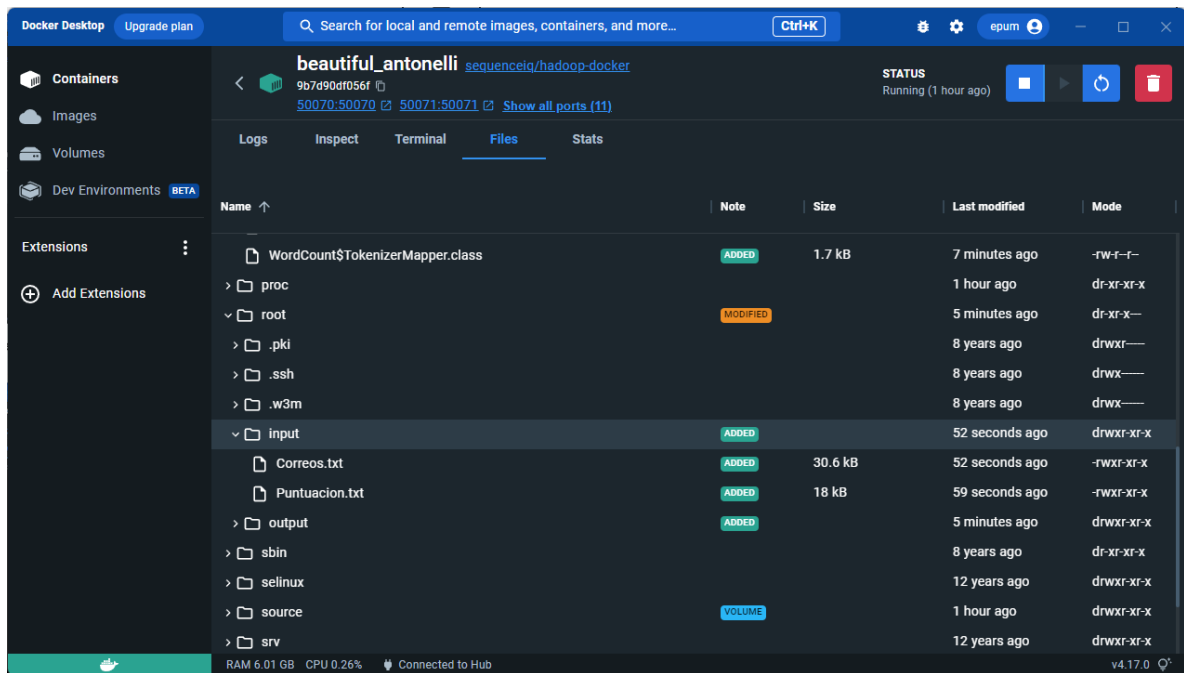 Docker Desktop Upgrade plan Search for local and remote images, containers, and more... Ctrl+K epum
Containers
Images
Volumes
Dev Environments BETA
Extensions
Add Extensions
beautiful_antonelli sequenceiq/hadoop-docker
9b7d90df056f
50070:50070 50071:50071 Show all ports (11)
STATUS
Running (1 hour ago)
Logs Inspect Terminal Files Stats
Name Note Size Last modified Mode
WordCount$TokenizerMapper.class ADDED 1.7 kB 7 minutes ago -rw-r--r--
proc 1 hour ago dr-xr-xr-x
root MODIFIED 5 minutes ago dr-xr-x---
.pki 8 years ago drwxr-----
.ssh 8 years ago drwx------
.w3m 8 years ago drwx------
input ADDED 52 seconds ago drwxr-xr-x
Correos.txt ADDED 30.6 kB 52 seconds ago -rwxr-xr-x
Puntuacion.txt ADDED 18 kB 59 seconds ago -rwxr-xr-x
output ADDED 5 minutes ago drwxr-xr-x
sbin 8 years ago dr-xr-xr-x
selinux 12 years ago drwxr-xr-x
source VOLUME 1 hour ago drwxr-xr-x
srv 12 years ago drwxr-xr-x
RAM 6.01 GB CPU 0.26% Connected to Hub v4.17.0